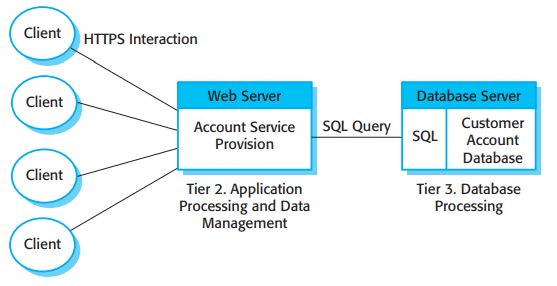 Client
HTTPS Interaction
Client
Client
Client
Web Server
Account Service
Provision
Tier 2. Application
Processing and Data
Management
SQL Query
Database Server
SQL
Customer
Account
Database
Tier 3. Database
Processing